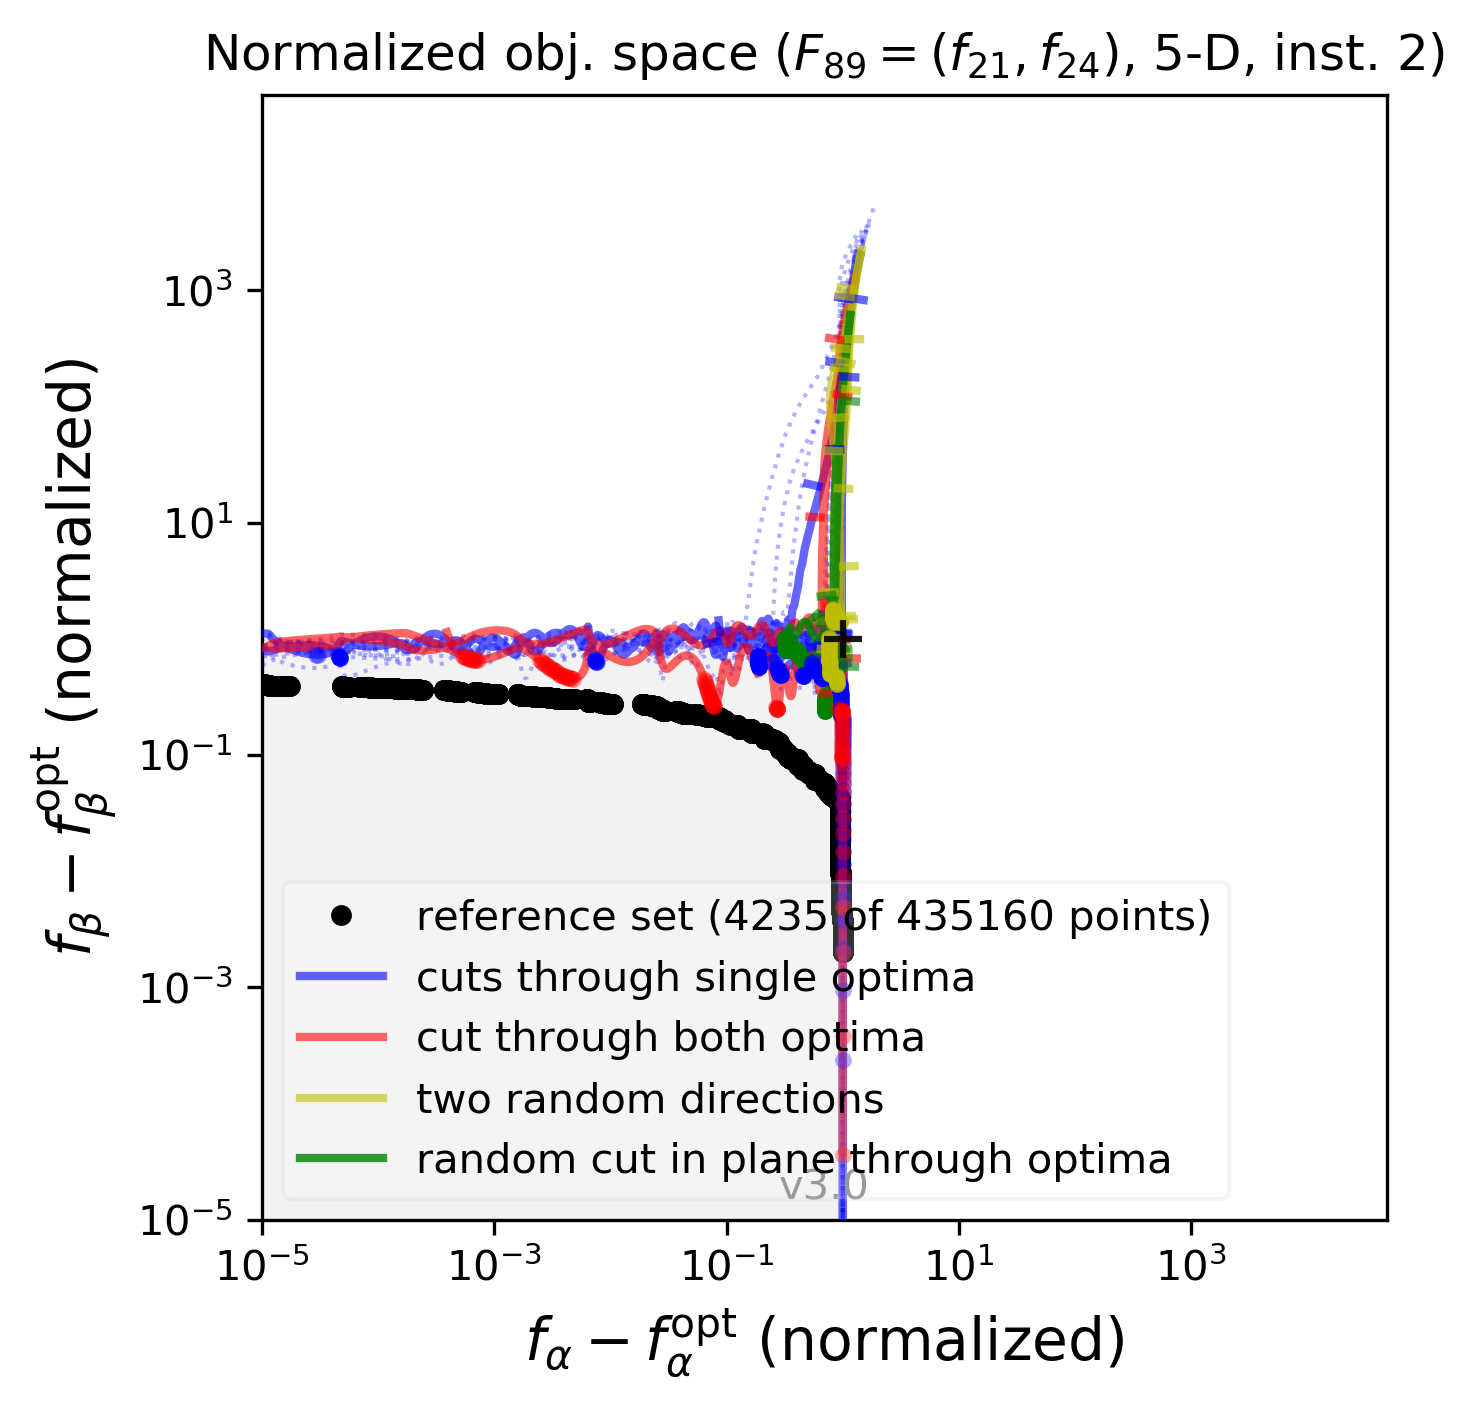 Normalized obj. space (F₈₉ = (f₂₁, f₂₄), 5-D, inst. 2)
10³
10¹
10⁻¹
10⁻³
10⁻⁵
f_β − f_β^opt (normalized)
reference set (4235 of 435160 points)
cuts through single optima
cut through both optima
two random directions
random cut in plane through optima
v3.0
10⁻⁵ 10⁻³ 10⁻¹ 10¹ 10³
f_α − f_α^opt (normalized)